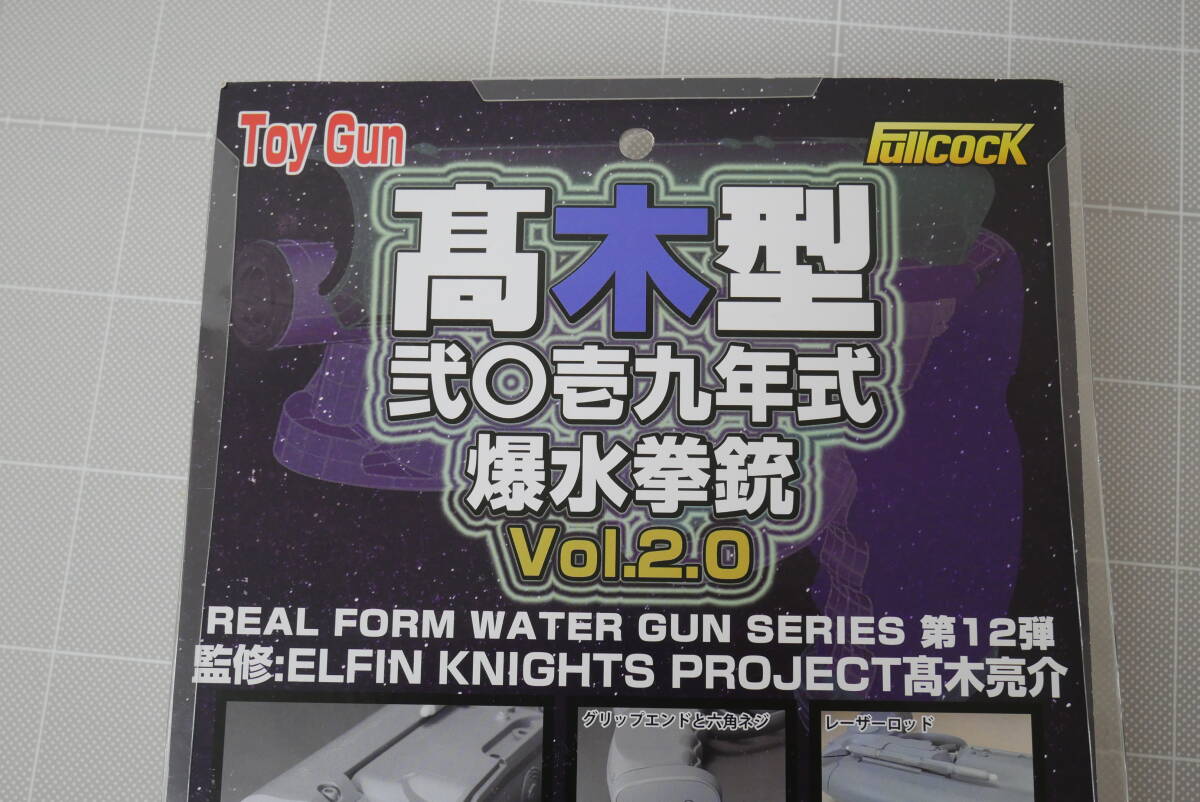 Toy Gun
Fullcock
髙木型
弐〇壱九年式
爆水拳銃
Vol.2.0
REAL FORM WATER GUN SERIES 第12弾
監修:ELFIN KNIGHTS PROJECT髙木亮介
グリップエンドと六角ネジ
レーザーロッド